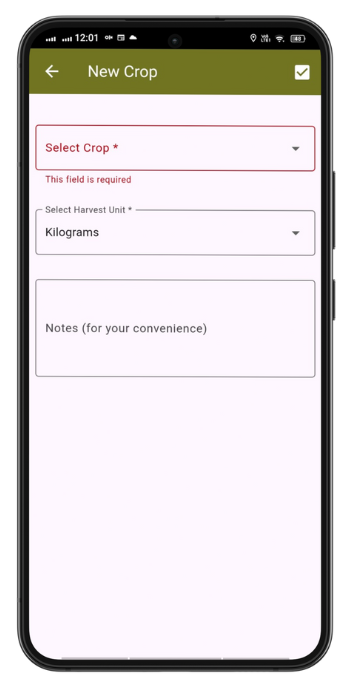 12:01
New Crop
Select Crop *
This field is required
Select Harvest Unit *
Kilograms
Notes (for your convenience)